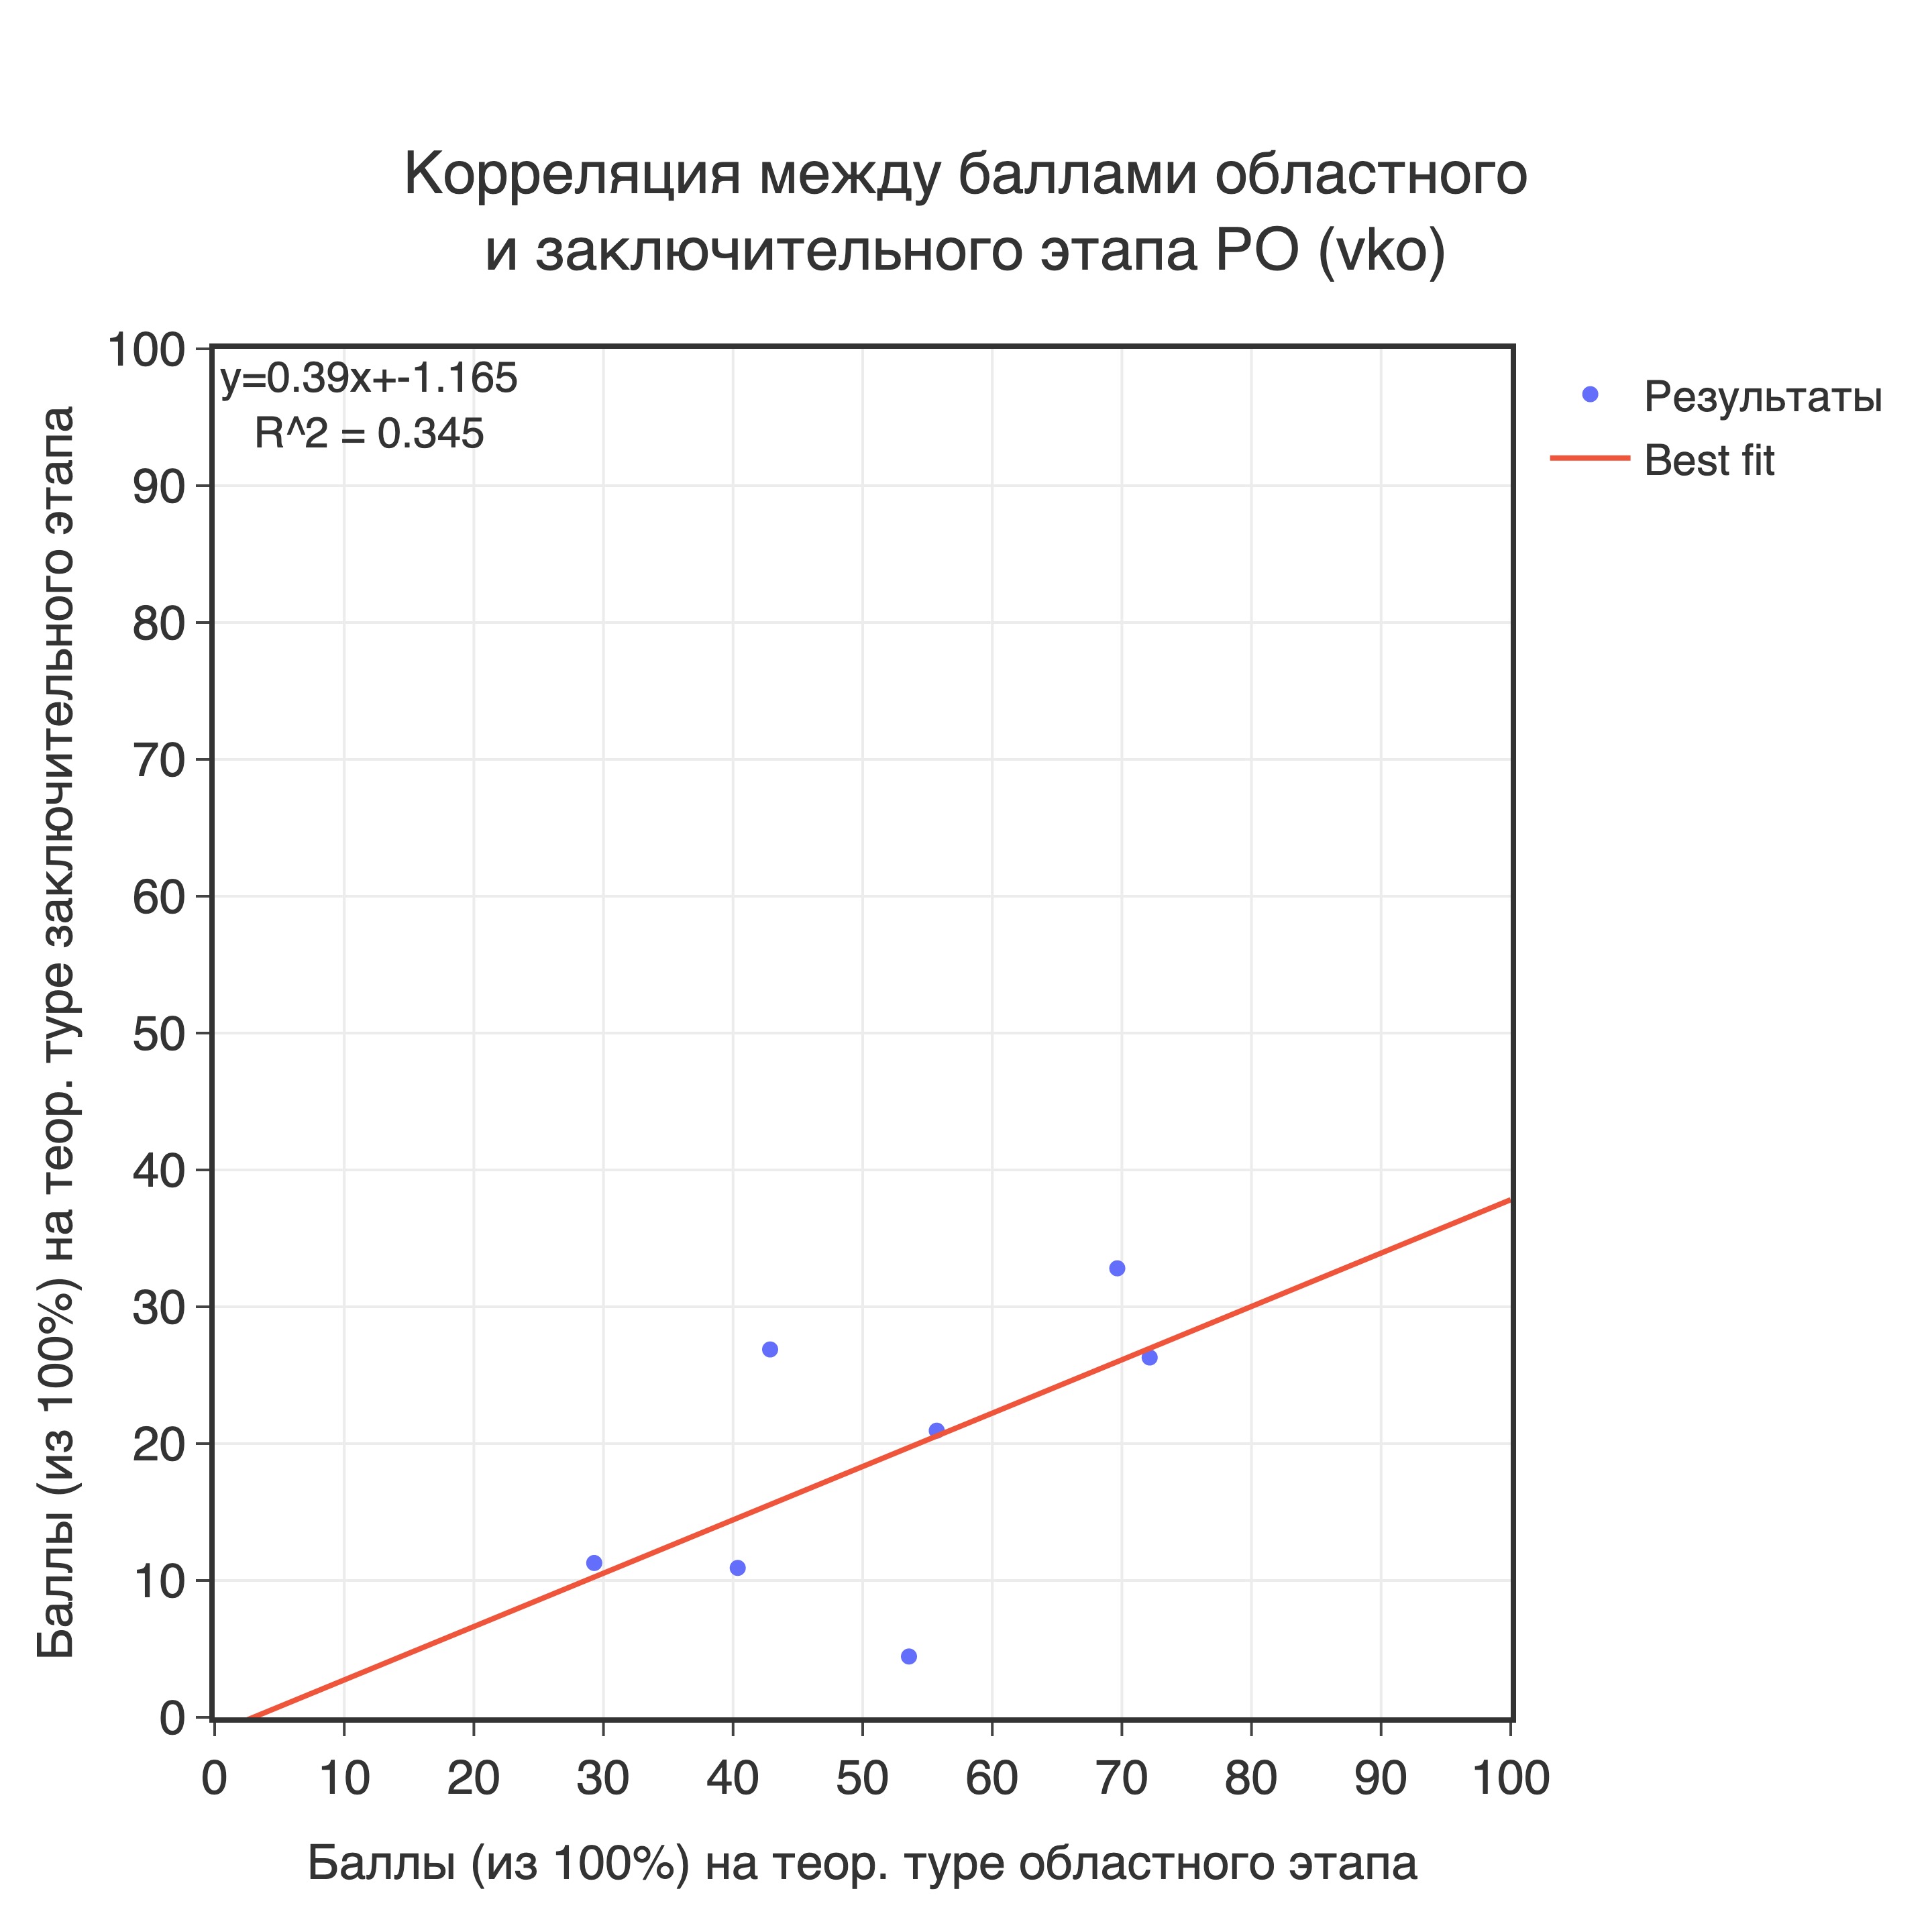 Корреляция между баллами областного
и заключительного этапа РО (vko)
y=0.39x+-1.165
R^2 = 0.345
Результаты
Best fit
Баллы (из 100%) на теор. туре заключительного этапа
100
90
80
70
60
50
40
30
20
10
0
0 10 20 30 40 50 60 70 80 90 100
Баллы (из 100%) на теор. туре областного этапа